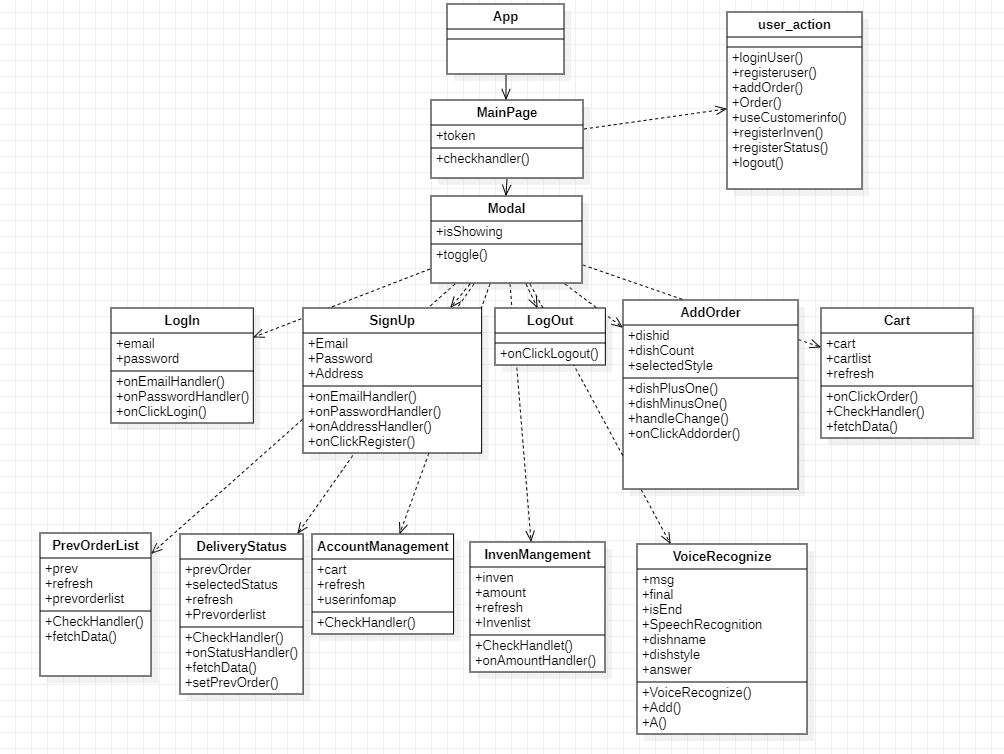 App
user_action
+loginUser()
+registeruser()
+addOrder()
+Order()
+useCustomerinfo()
+registerInven()
+registerStatus()
+logout()
MainPage
+token
+checkhandler()
Modal
+isShowing
+toggle()
LogIn
+email
+password
+onEmailHandler()
+onPasswordHandler()
+onClickLogin()
SignUp
+Email
+Password
+Address
+onEmailHandler()
+onPasswordHandler()
+onAddressHandler()
+onClickRegister()
LogOut
+onClickLogout()
AddOrder
+dishid
+dishCount
+selectedStyle
+dishPlusOne()
+dishMinusOne()
+handleChange()
+onClickAddorder()
Cart
+cart
+cartlist
+refresh
+onClickOrder()
+CheckHandler()
+fetchData()
PrevOrderList
+prev
+refresh
+prevorderlist
+CheckHandler()
+fetchData()
DeliveryStatus
+prevOrder
+selectedStatus
+refresh
+Prevorderlist
+CheckHandler()
+onStatusHandler()
+fetchData()
+setPrevOrder()
AccountManagement
+cart
+refresh
+userinfomap
+CheckHandler()
InvenMangement
+inven
+amount
+refresh
+Invenlist
+CheckHandlet()
+onAmountHandler()
VoiceRecognize
+msg
+final
+isEnd
+SpeechRecognition
+dishname
+dishstyle
+answer
+VoiceRecognize()
+Add()
+A()